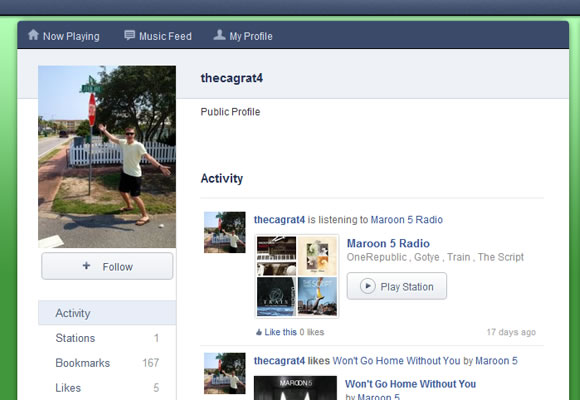 Now Playing
Music Feed
My Profile
thecagrat4
Public Profile
Activity
thecagrat4 is listening to Maroon 5 Radio
Maroon 5 Radio
OneRepublic , Gotye , Train , The Script
Play Station
Like this 0 likes
17 days ago
+ Follow
Activity
Stations 1
Bookmarks 167
Likes 5
thecagrat4 likes Won't Go Home Without You by Maroon 5
MAROON 5
Won't Go Home Without You
by Maroon 5
TRAIN